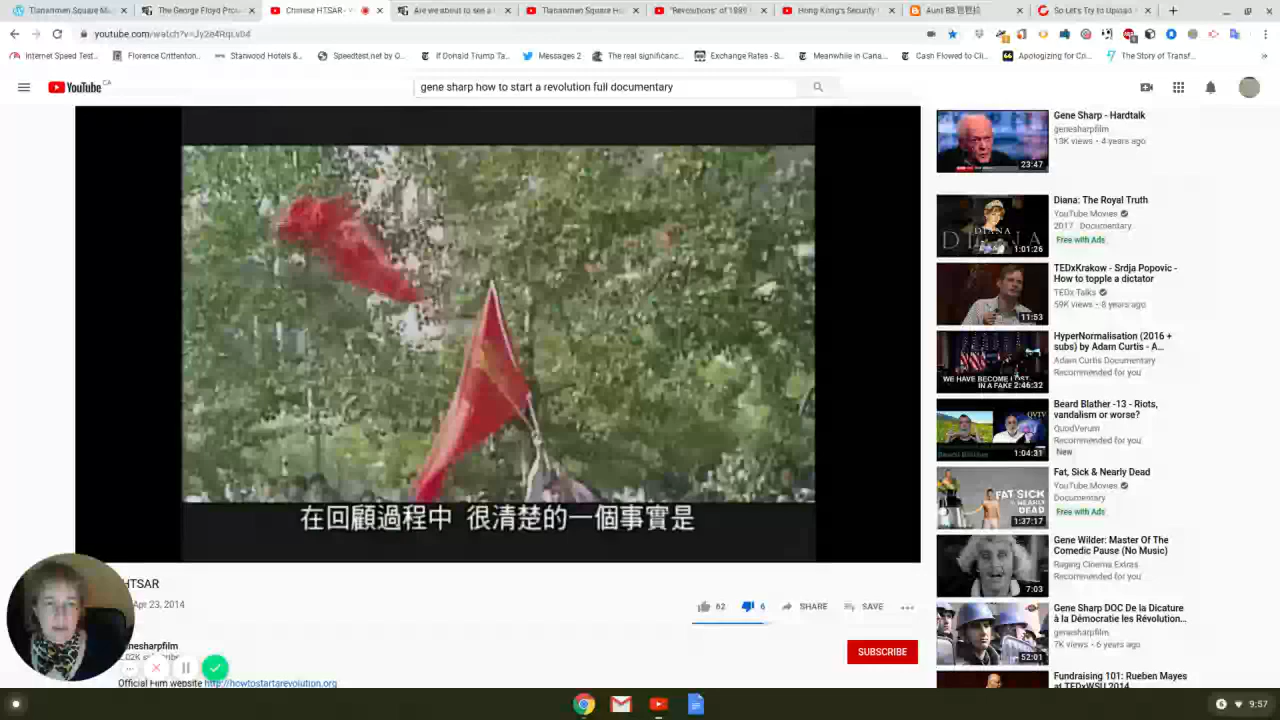 Tiananmen Square Ma
The George Floyd Prot
Chinese HTSAR -
Are we about to see a
Tiananmen Square Ho
"Revolutions" of 1989
Hong Kong's Security
Aunt BB
So Let's Try to Upload
youtube.com/watch?v=Jy2e4RqLv04
Internet Speed Test...
Florence Crittenton...
Starwood Hotels &...
Speedtest.net by O...
If Donald Trump Ta...
Messages 2
The real significanc...
Exchange Rates - B...
Meanwhile in Cana...
Cash Flowed to Cli...
Apologizing for Co...
The Story of Transf...
YouTube CA
gene sharp how to start a revolution full documentary
在回顧過程中 很清楚的一個事實是
HTSAR
Apr 23, 2014
62
6
SHARE
SAVE
nesharpfilm
SUBSCRIBE
Official Film website http://howtostartarevolution.org
Gene Sharp - Hardtalk
genesharpfilm
13K views • 4 years ago
23:47
Diana: The Royal Truth
YouTube Movies
2017 Documentary
Free with Ads
DIANA
1:01:26
TEDxKrakow - Srdja Popovic -
How to topple a dictator
TEDx Talks
59K views • 8 years ago
11:53
HyperNormalisation (2016 +
subs) by Adam Curtis - A...
Adam Curtis Documentary
Recommended for you
WE HAVE BECOME LOST
IN A FAKE
2:46:32
Beard Blather -13 - Riots,
vandalism or worse?
QuodVerum
Recommended for you
New
QVTV
Beard Blather
1:04:31
Fat, Sick & Nearly Dead
YouTube Movies
Documentary
Free with Ads
FAT SICK
& NEARLY
DEAD
1:37:17
Gene Wilder: Master Of The
Comedic Pause (No Music)
Raging Cinema Extras
Recommended for you
7:03
Gene Sharp DOC De la Dicature
à la Démocratie les Révolution...
genesharpfilm
7K views • 6 years ago
52:01
Fundraising 101: Rueben Mayes
at TEDxWSU 2014
9:57